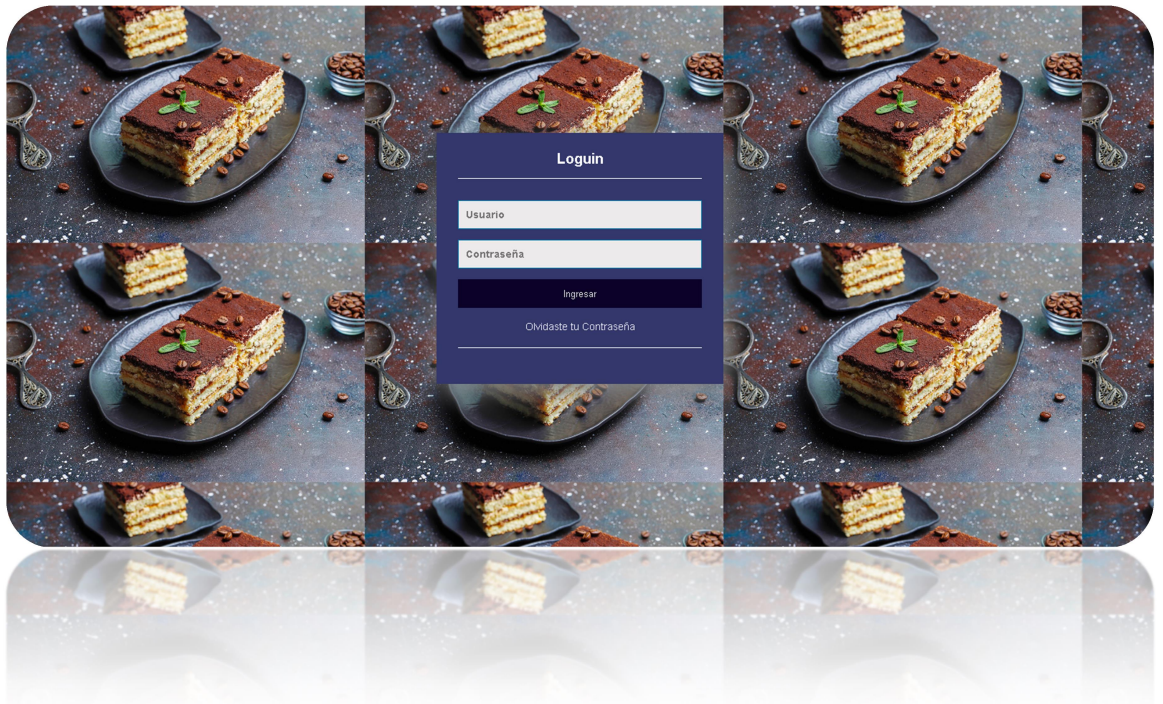 Loguin
Usuario
Contraseña
Ingresar
Olvidaste tu Contraseña